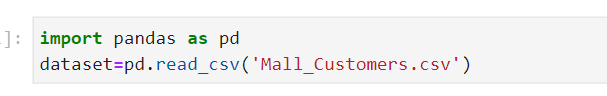 ]:
import pandas as pd
dataset=pd.read_csv('Mall_Customers.csv')